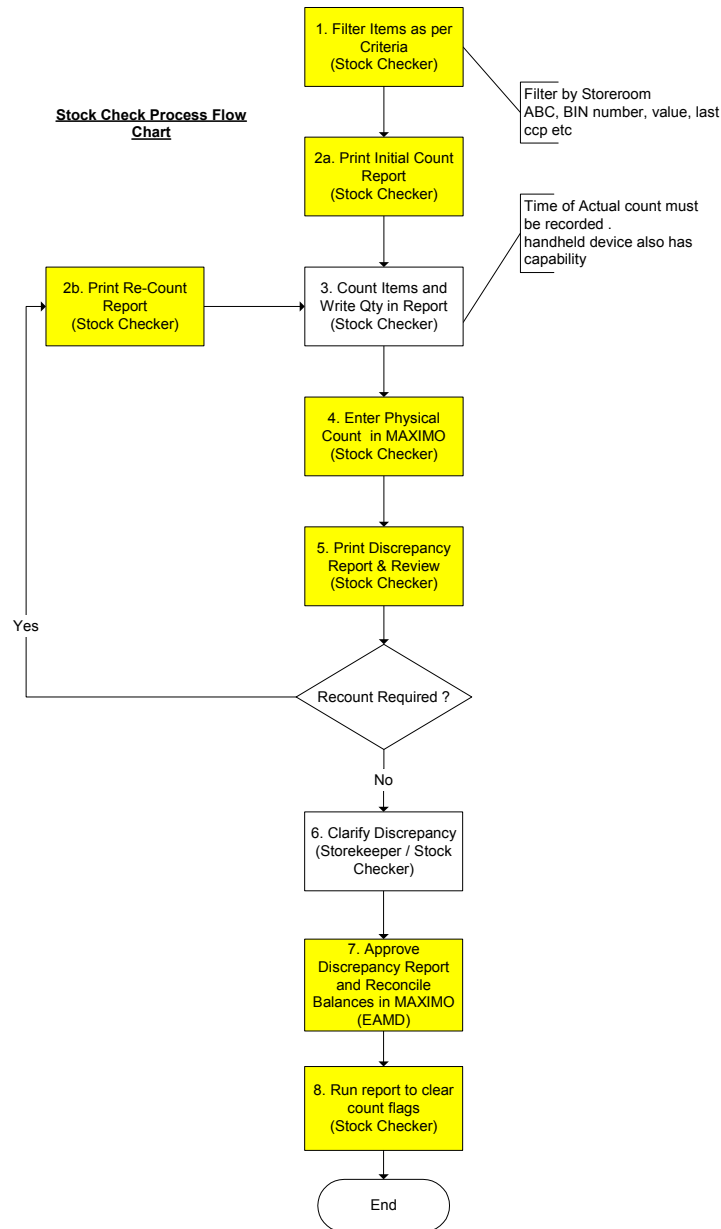 1. Filter Items as per
Criteria
(Stock Checker)
Filter by Storeroom
ABC, BIN number, value, last
ccp etc
Stock Check Process Flow
Chart
2a. Print Initial Count
Report
(Stock Checker)
Time of Actual count must
be recorded .
handheld device also has
capability
2b. Print Re-Count
Report
(Stock Checker)
3. Count Items and
Write Qty in Report
(Stock Checker)
4. Enter Physical
Count  in MAXIMO
(Stock Checker)
5. Print Discrepancy
Report & Review
(Stock Checker)
Yes
Recount Required ?
No
6. Clarify Discrepancy
(Storekeeper / Stock
Checker)
7. Approve
Discrepancy Report
and Reconcile
Balances in MAXIMO
(EAMD)
8. Run report to clear
count flags
(Stock Checker)
End